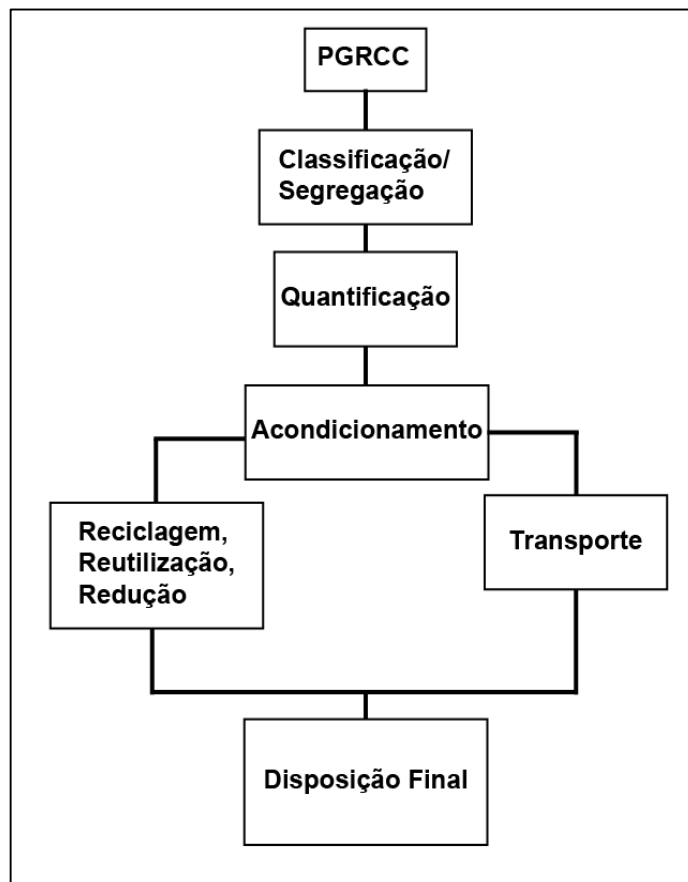 PGRCC
Classificação/
Segregação
Quantificação
Acondicionamento
Reciclagem,
Reutilização,
Redução
Transporte
Disposição Final